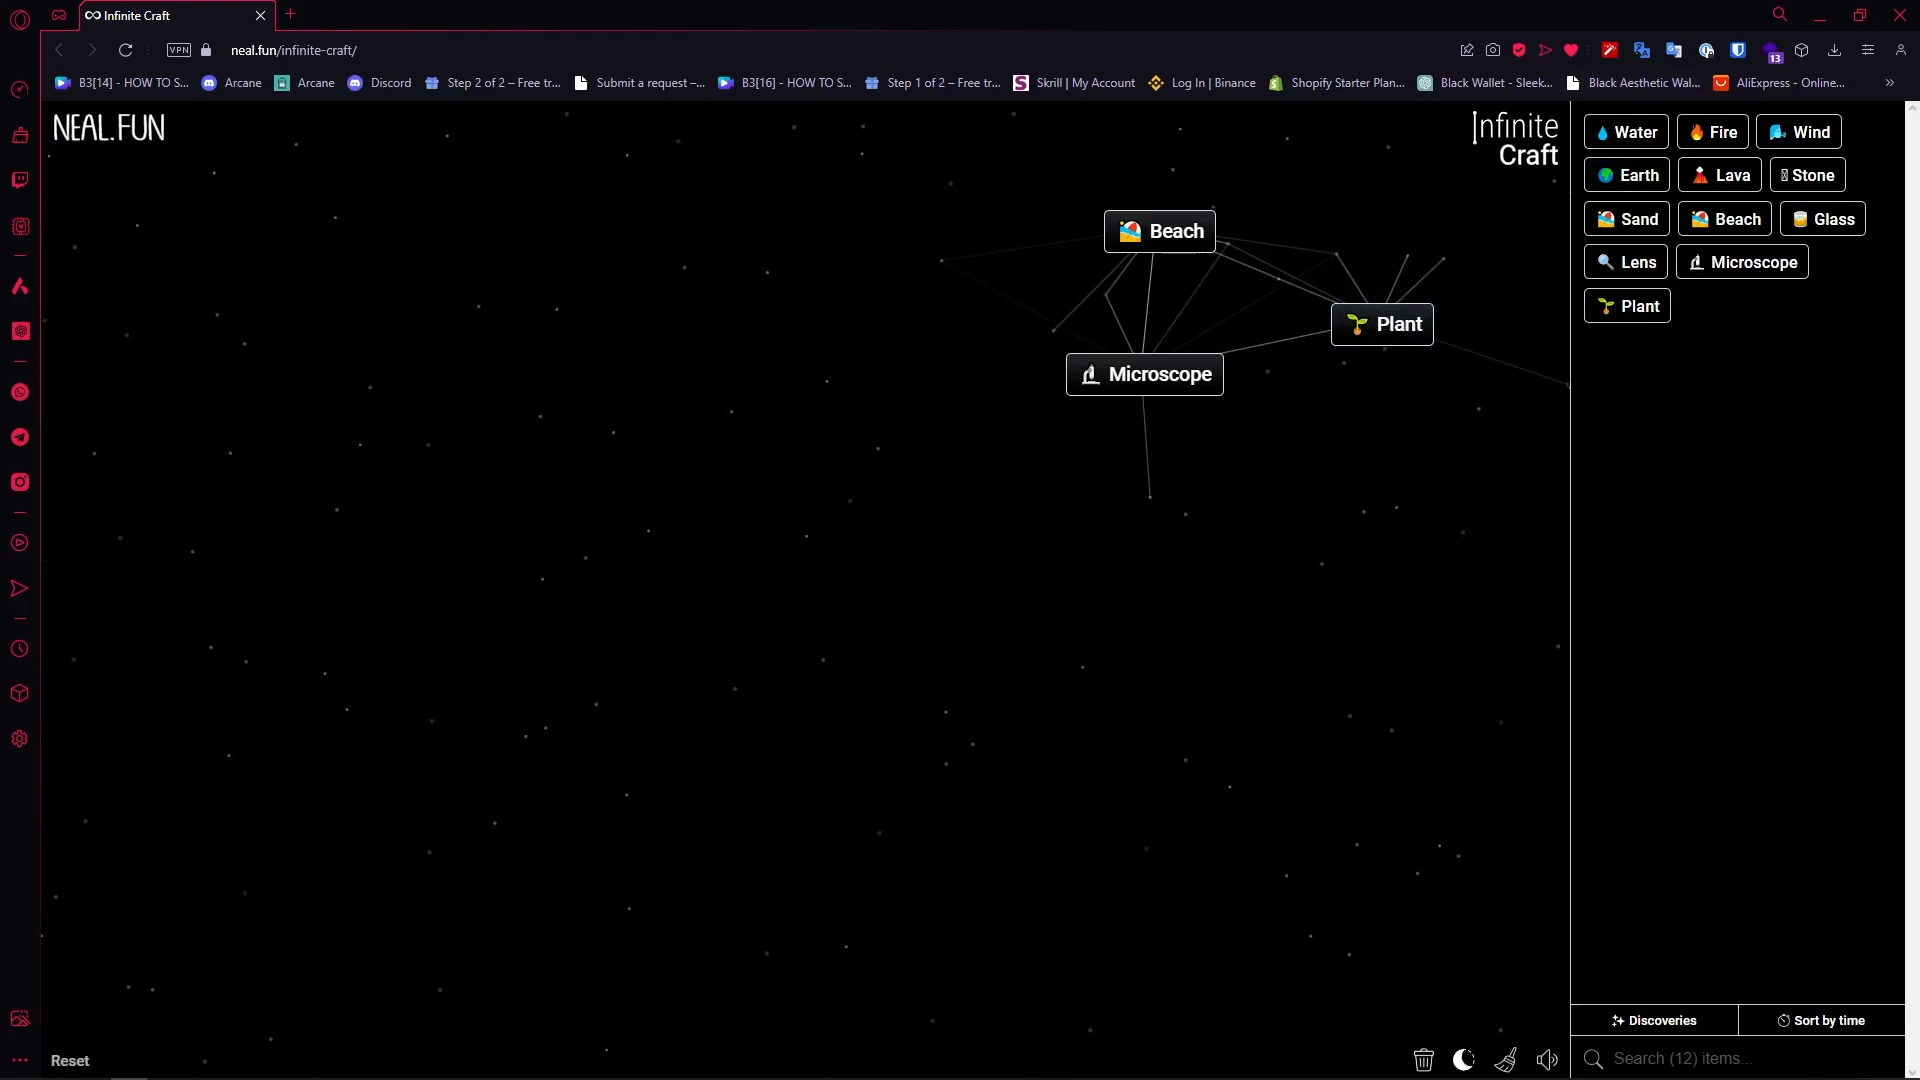 Infinite Craft
VPN
neal.fun/infinite-craft/
13
B3[14] - HOW TO S...
Arcane
Arcane
Discord
Step 2 of 2 – Free tr...
Submit a request –...
B3[16] - HOW TO S...
Step 1 of 2 – Free tr...
Skrill | My Account
Log In | Binance
Shopify Starter Plan...
Black Wallet - Sleek...
Black Aesthetic Wal...
AliExpress - Online...
NEAL.FUN
Infinite
Craft
Beach
Plant
Microscope
Water Fire Wind
Earth Lava Stone
Sand Beach Glass
Lens Microscope
Plant
Discoveries Sort by time
Search (12) items...
Reset